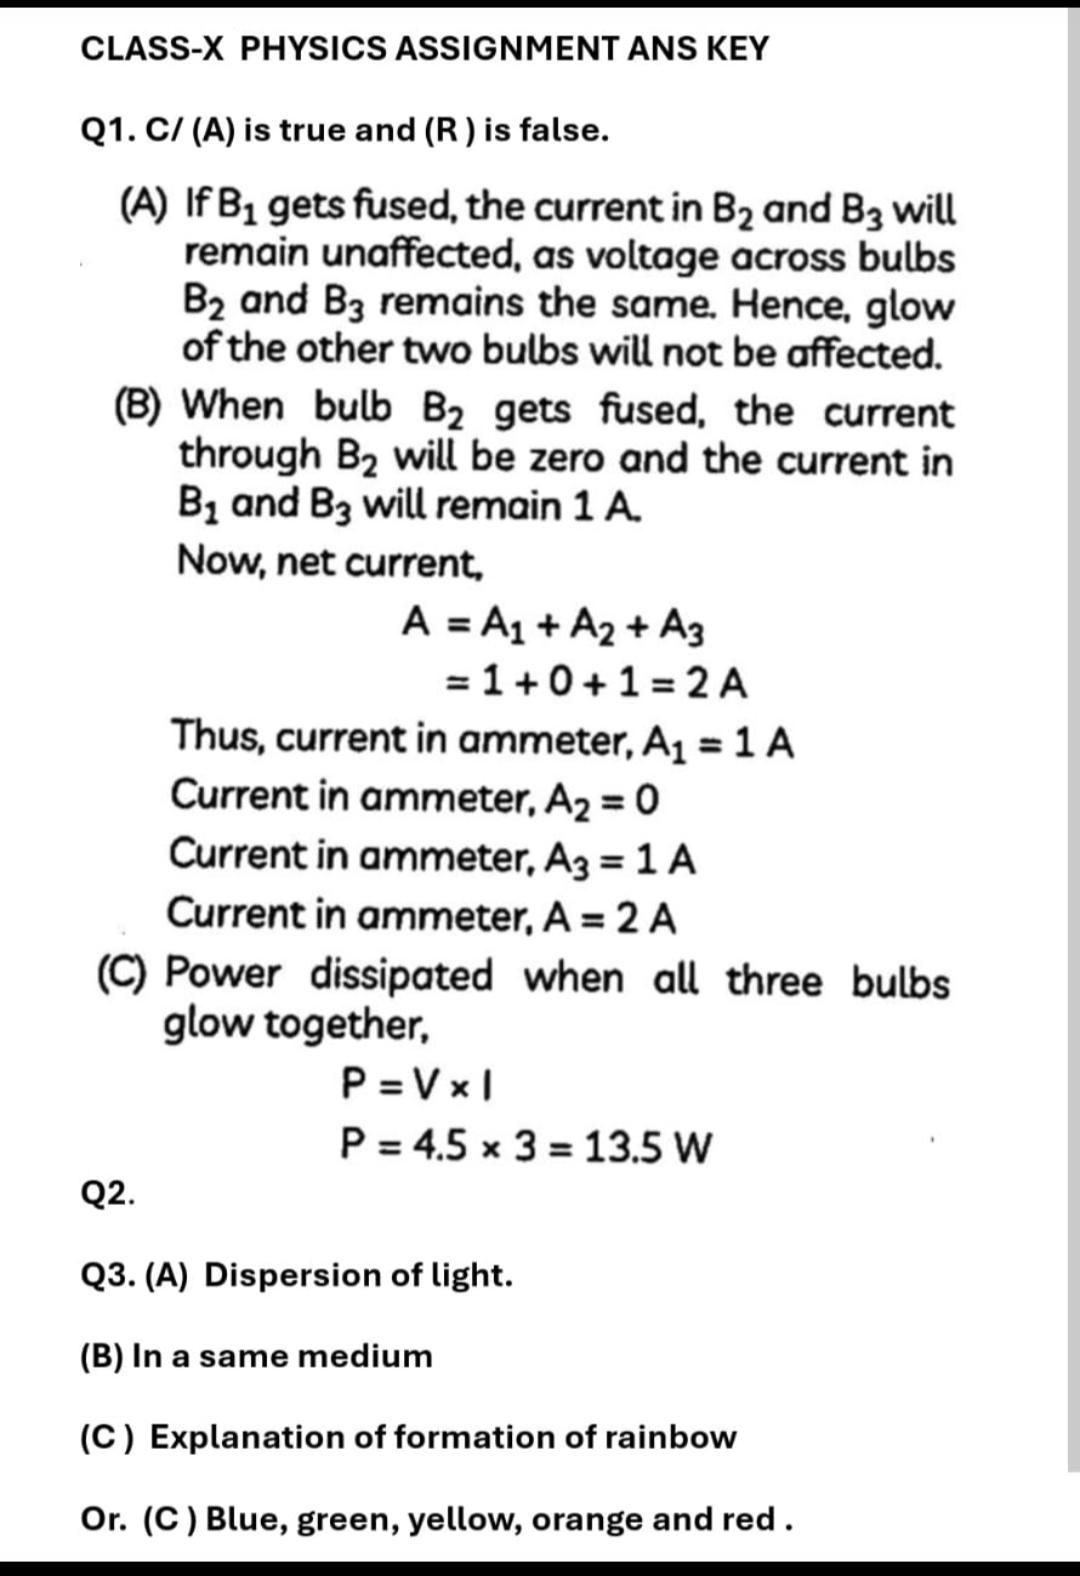 CLASS-X PHYSICS ASSIGNMENT ANS KEY
Q1. C/ (A) is true and (R ) is false.
(A) If B₁ gets fused, the current in B₂ and B₃ will
remain unaffected, as voltage across bulbs
B₂ and B₃ remains the same. Hence, glow
of the other two bulbs will not be affected.
(B) When bulb B₂ gets fused, the current
through B₂ will be zero and the current in
B₁ and B₃ will remain 1 A.
Now, net current,
A = A₁ + A₂ + A₃
= 1 + 0 + 1 = 2 A
Thus, current in ammeter, A₁ = 1 A
Current in ammeter, A₂ = 0
Current in ammeter, A₃ = 1 A
Current in ammeter, A = 2 A
(C) Power dissipated when all three bulbs
glow together,
P = V × I
P = 4.5 × 3 = 13.5 W
Q2.
Q3. (A) Dispersion of light.
(B) In a same medium
(C ) Explanation of formation of rainbow
Or. (C ) Blue, green, yellow, orange and red .